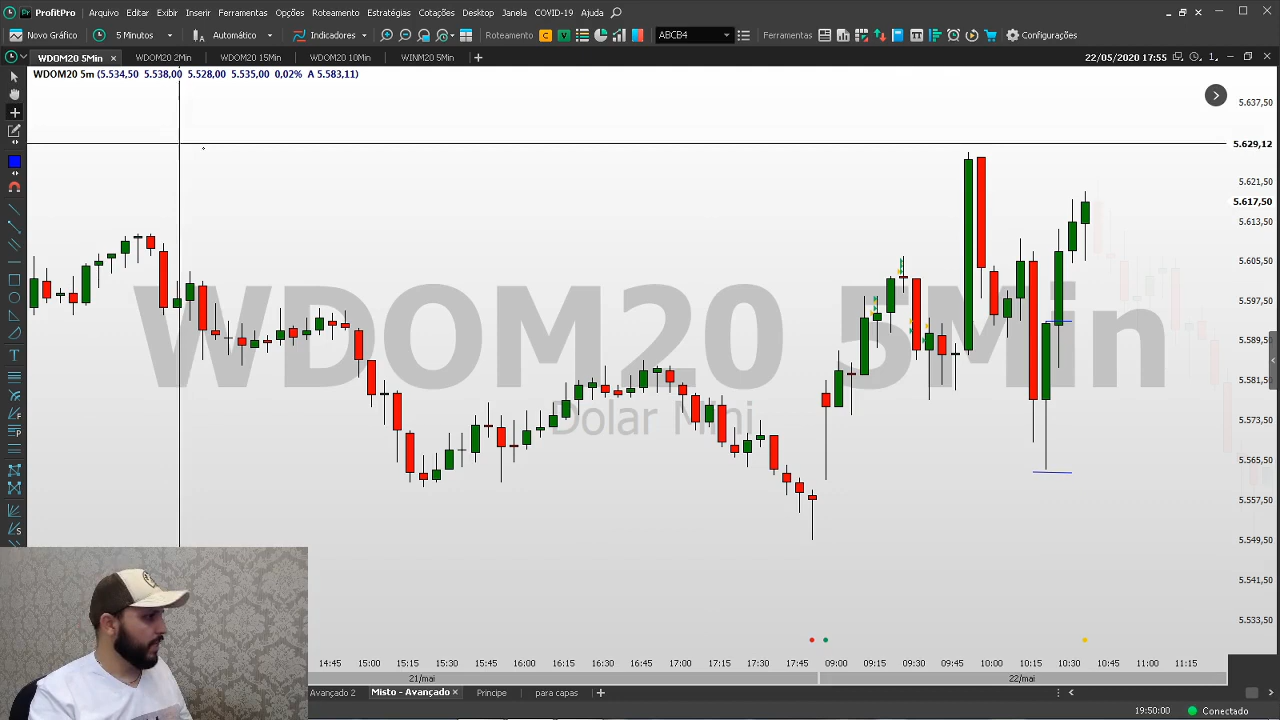 ProfitPro Arquivo Editar Exibir Inserir Ferramentas Opções Roteamento Estratégias Cotações Desktop Janela COVID-19 Ajuda
Novo Gráfico 5 Minutos Automático Indicadores Roteamento C V ABCB4 Ferramentas Configurações
WDOM20 5Min WDOM20 2Min WDOM20 15Min WDOM20 10Min WINM20 5Min 22/05/2020 17:55
WDOM20 5m (5.534,50 5.538,00 5.528,00 5.535,00 0,02% A 5.583,11)
5.637,50
5.629,12
5.621,50
5.617,50
5.613,50
5.605,50
5.597,50
5.589,50
5.581,50
5.573,50
5.565,50
5.557,50
5.549,50
5.541,50
5.533,50
WDOM20 5Min
Dolar Mini
14:45 15:00 15:15 15:30 15:45 16:00 16:15 16:30 16:45 17:00 17:15 17:30 17:45 09:00 09:15 09:30 09:45 10:00 10:15 10:30 10:45 11:00 11:15
21/mai 22/mai
Avançado 2 Misto - Avançado Principe para capas
19:50:00 Conectado